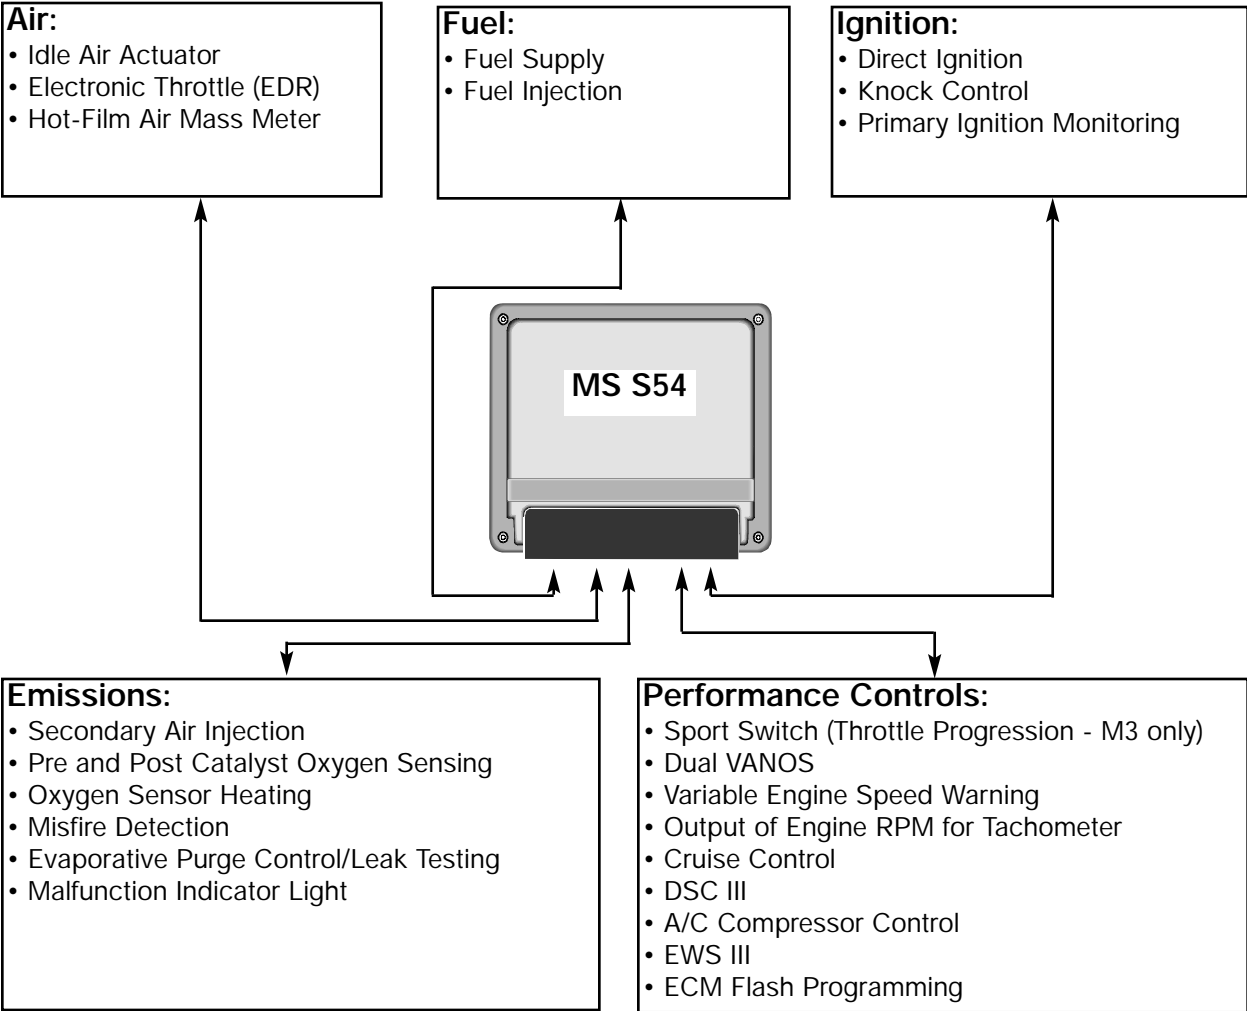 Air:
• Idle Air Actuator
• Electronic Throttle (EDR)
• Hot-Film Air Mass Meter
Fuel:
• Fuel Supply
• Fuel Injection
Ignition:
• Direct Ignition
• Knock Control
• Primary Ignition Monitoring
MS S54
Emissions:
• Secondary Air Injection
• Pre and Post Catalyst Oxygen Sensing
• Oxygen Sensor Heating
• Misfire Detection
• Evaporative Purge Control/Leak Testing
• Malfunction Indicator Light
Performance Controls:
• Sport Switch (Throttle Progression - M3 only)
• Dual VANOS
• Variable Engine Speed Warning
• Output of Engine RPM for Tachometer
• Cruise Control
• DSC III
• A/C Compressor Control
• EWS III
• ECM Flash Programming